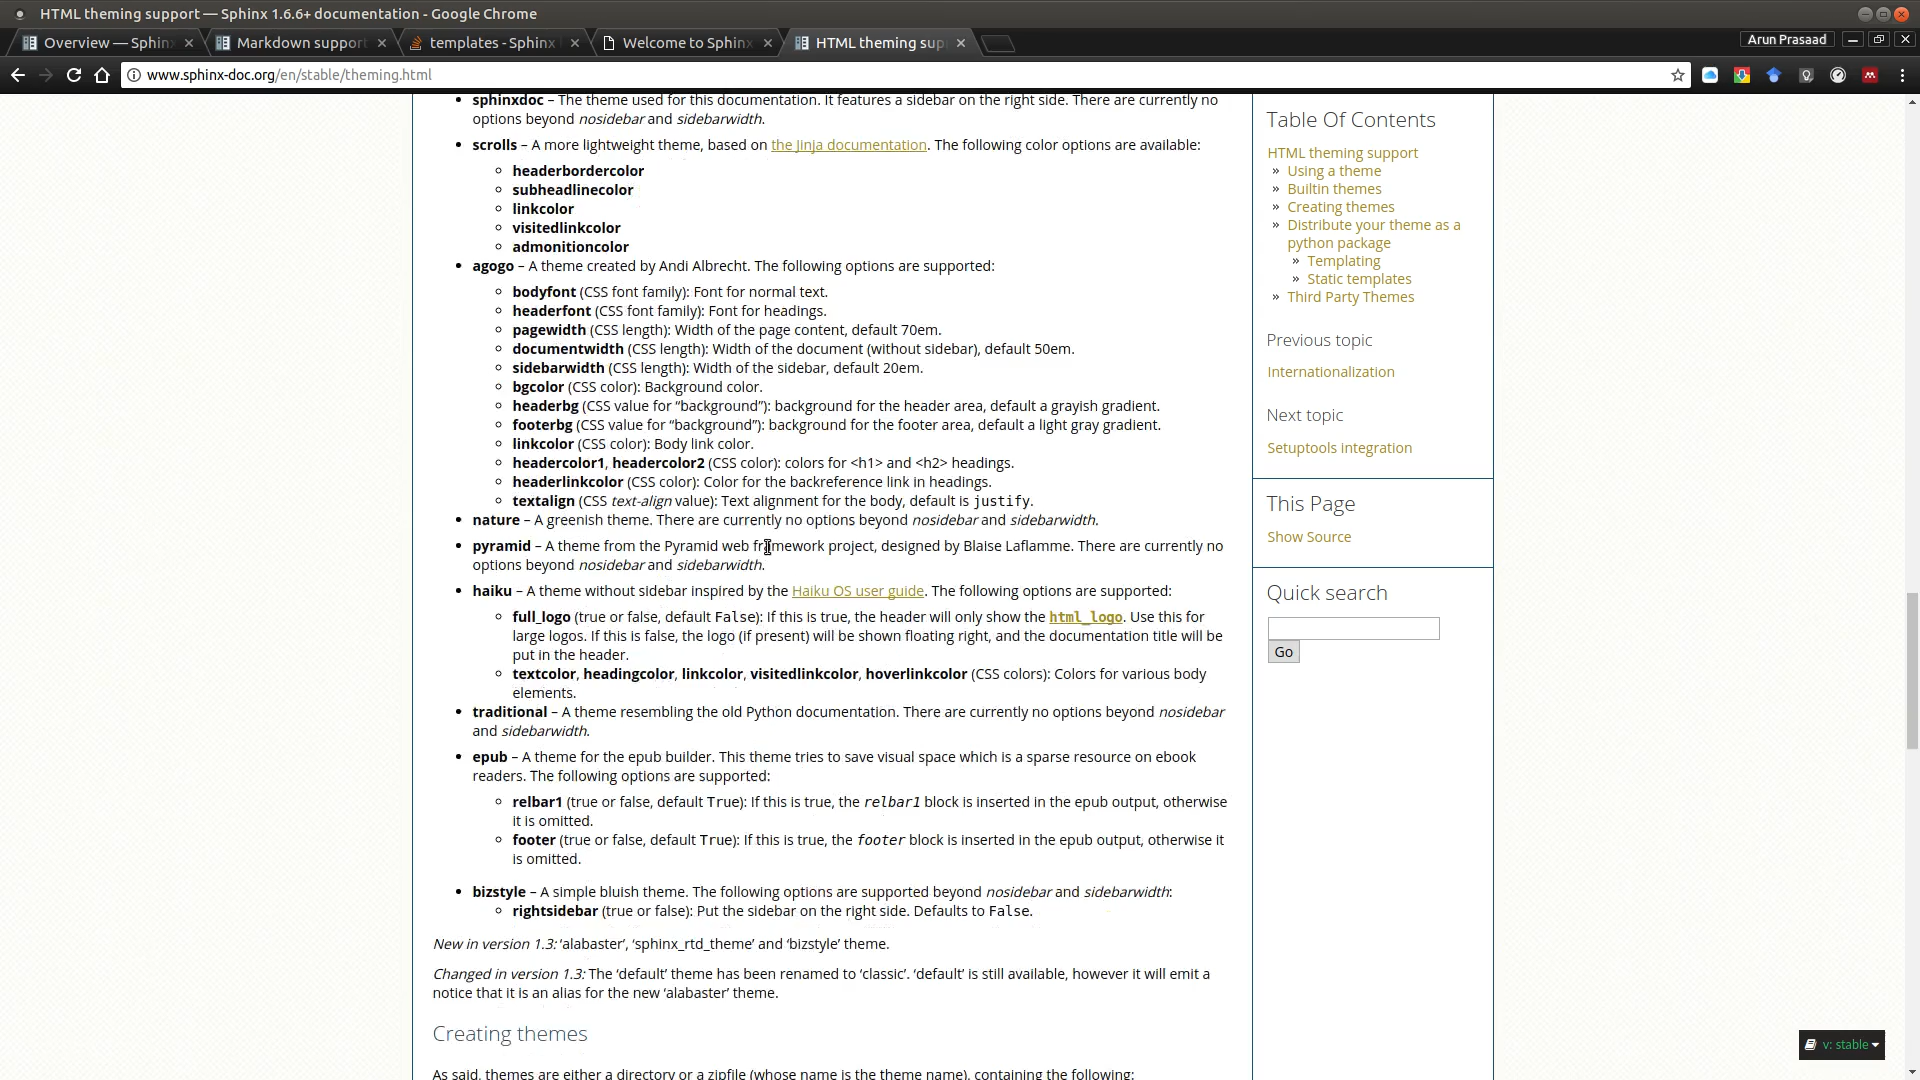 HTML theming support — Sphinx 1.6.6+ documentation - Google Chrome
Overview — Sphin
Markdown support
templates - Sphinx
Welcome to Sphinx
HTML theming sup
Arun Prasaad
www.sphinx-doc.org/en/stable/theming.html
• sphinxdoc – The theme used for this documentation. It features a sidebar on the right side. There are currently no
options beyond nosidebar and sidebarwidth.
• scrolls – A more lightweight theme, based on the Jinja documentation. The following color options are available:
◦ headerbordercolor
◦ subheadlinecolor
◦ linkcolor
◦ visitedlinkcolor
◦ admonitioncolor
• agogo – A theme created by Andi Albrecht. The following options are supported:
◦ bodyfont (CSS font family): Font for normal text.
◦ headerfont (CSS font family): Font for headings.
◦ pagewidth (CSS length): Width of the page content, default 70em.
◦ documentwidth (CSS length): Width of the document (without sidebar), default 50em.
◦ sidebarwidth (CSS length): Width of the sidebar, default 20em.
◦ bgcolor (CSS color): Background color.
◦ headerbg (CSS value for “background”): background for the header area, default a grayish gradient.
◦ footerbg (CSS value for “background”): background for the footer area, default a light gray gradient.
◦ linkcolor (CSS color): Body link color.
◦ headercolor1, headercolor2 (CSS color): colors for <h1> and <h2> headings.
◦ headerlinkcolor (CSS color): Color for the backreference link in headings.
◦ textalign (CSS text-align value): Text alignment for the body, default is justify.
• nature – A greenish theme. There are currently no options beyond nosidebar and sidebarwidth.
• pyramid – A theme from the Pyramid web framework project, designed by Blaise Laflamme. There are currently no
options beyond nosidebar and sidebarwidth.
• haiku – A theme without sidebar inspired by the Haiku OS user guide. The following options are supported:
◦ full_logo (true or false, default False): If this is true, the header will only show the html_logo. Use this for
large logos. If this is false, the logo (if present) will be shown floating right, and the documentation title will be
put in the header.
◦ textcolor, headingcolor, linkcolor, visitedlinkcolor, hoverlinkcolor (CSS colors): Colors for various body
elements.
• traditional – A theme resembling the old Python documentation. There are currently no options beyond nosidebar
and sidebarwidth.
• epub – A theme for the epub builder. This theme tries to save visual space which is a sparse resource on ebook
readers. The following options are supported:
◦ relbar1 (true or false, default True): If this is true, the relbar1 block is inserted in the epub output, otherwise
it is omitted.
◦ footer (true or false, default True): If this is true, the footer block is inserted in the epub output, otherwise it
is omitted.
• bizstyle – A simple bluish theme. The following options are supported beyond nosidebar and sidebarwidth:
◦ rightsidebar (true or false): Put the sidebar on the right side. Defaults to False.
New in version 1.3: ‘alabaster’, ‘sphinx_rtd_theme’ and ‘bizstyle’ theme.
Changed in version 1.3: The ‘default’ theme has been renamed to ‘classic’. ‘default’ is still available, however it will emit a
notice that it is an alias for the new ‘alabaster’ theme.
Creating themes
As said, themes are either a directory or a zipfile (whose name is the theme name), containing the following:
Table Of Contents
HTML theming support
» Using a theme
» Builtin themes
» Creating themes
» Distribute your theme as a
python package
» Templating
» Static templates
» Third Party Themes
Previous topic
Internationalization
Next topic
Setuptools integration
This Page
Show Source
Quick search
Go
v: stable